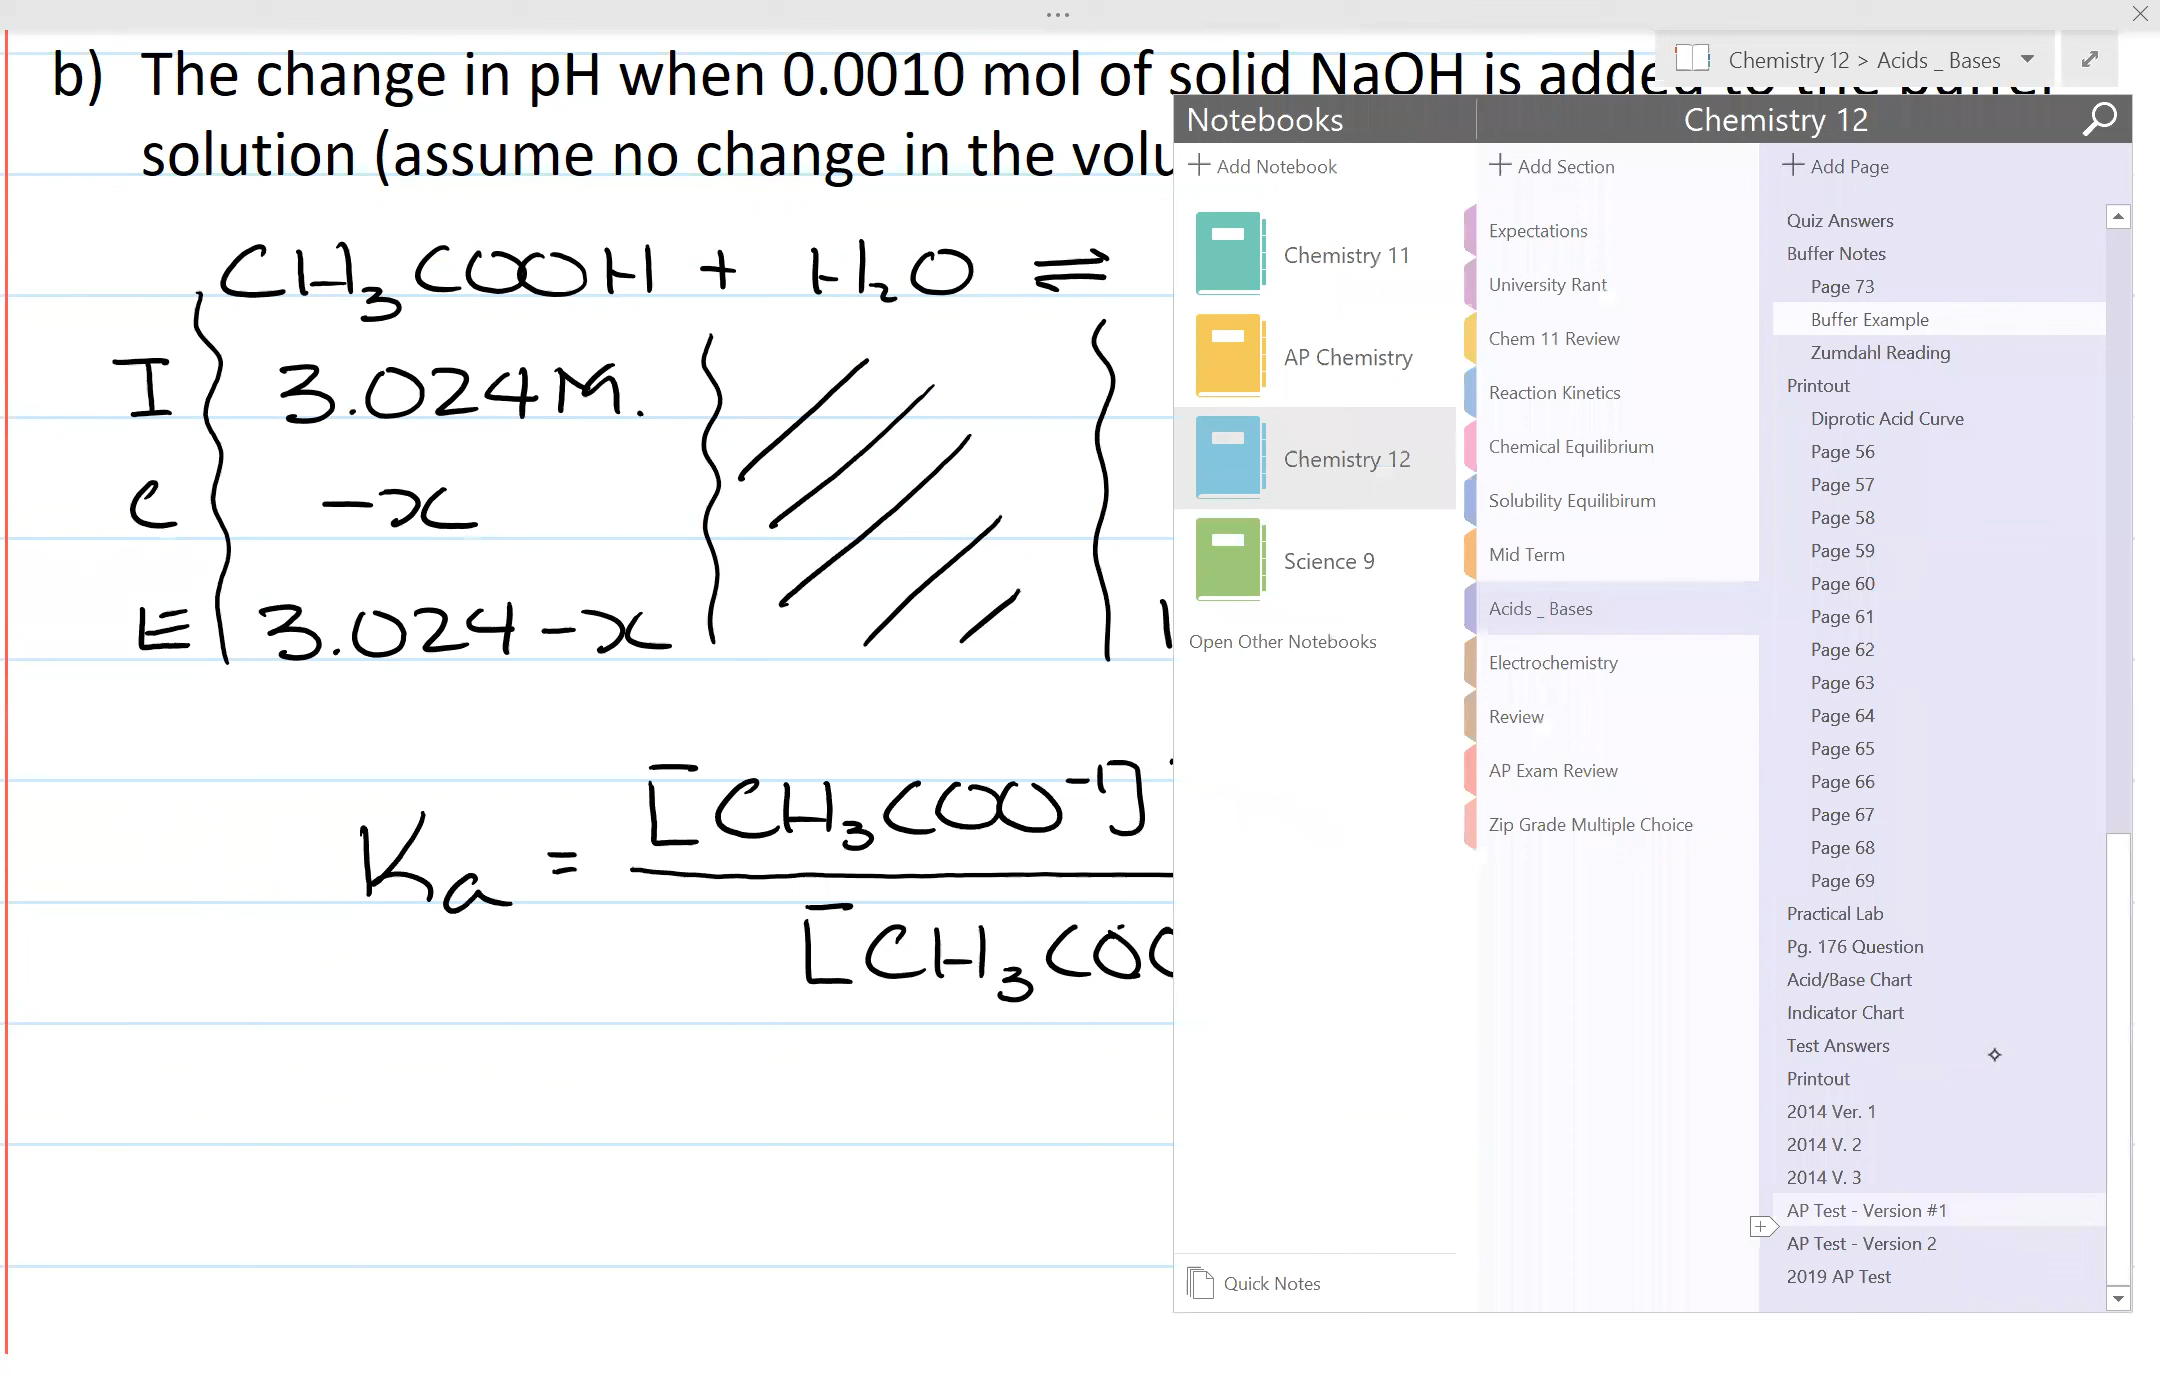 b) The change in pH when 0.0010 mol of solid NaOH is added to the buffer
solution (assume no change in the volu
CH₃COOH + H₂O ⇌
I 3.024M.
C -x
E 3.024-x
Ka = [CH₃COO⁻¹]
[CH₃COO
Chemistry 12 > Acids _ Bases
Notebooks
Chemistry 12
Add Notebook
Chemistry 11
AP Chemistry
Chemistry 12
Science 9
Open Other Notebooks
Quick Notes
Add Section
Expectations
University Rant
Chem 11 Review
Reaction Kinetics
Chemical Equilibrium
Solubility Equilibirum
Mid Term
Acids _ Bases
Electrochemistry
Review
AP Exam Review
Zip Grade Multiple Choice
Add Page
Quiz Answers
Buffer Notes
Page 73
Buffer Example
Zumdahl Reading
Printout
Diprotic Acid Curve
Page 56
Page 57
Page 58
Page 59
Page 60
Page 61
Page 62
Page 63
Page 64
Page 65
Page 66
Page 67
Page 68
Page 69
Practical Lab
Pg. 176 Question
Acid/Base Chart
Indicator Chart
Test Answers
Printout
2014 Ver. 1
2014 V. 2
2014 V. 3
AP Test - Version #1
AP Test - Version 2
2019 AP Test